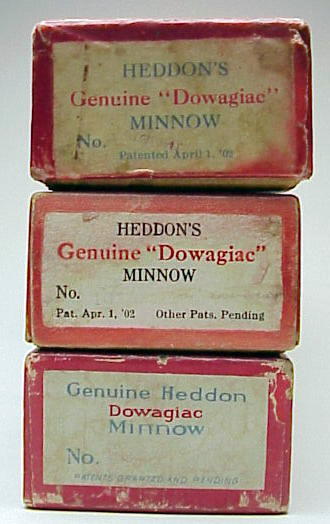 HEDDON'S
Genuine "Dowagiac"
MINNOW
No.
Patented April 1, '02
HEDDON'S
Genuine "Dowagiac"
MINNOW
No.
Pat. Apr. 1, '02 Other Pats. Pending
Genuine Heddon
Dowagiac
Minnow
No.
PATENTS GRANTED AND PENDING